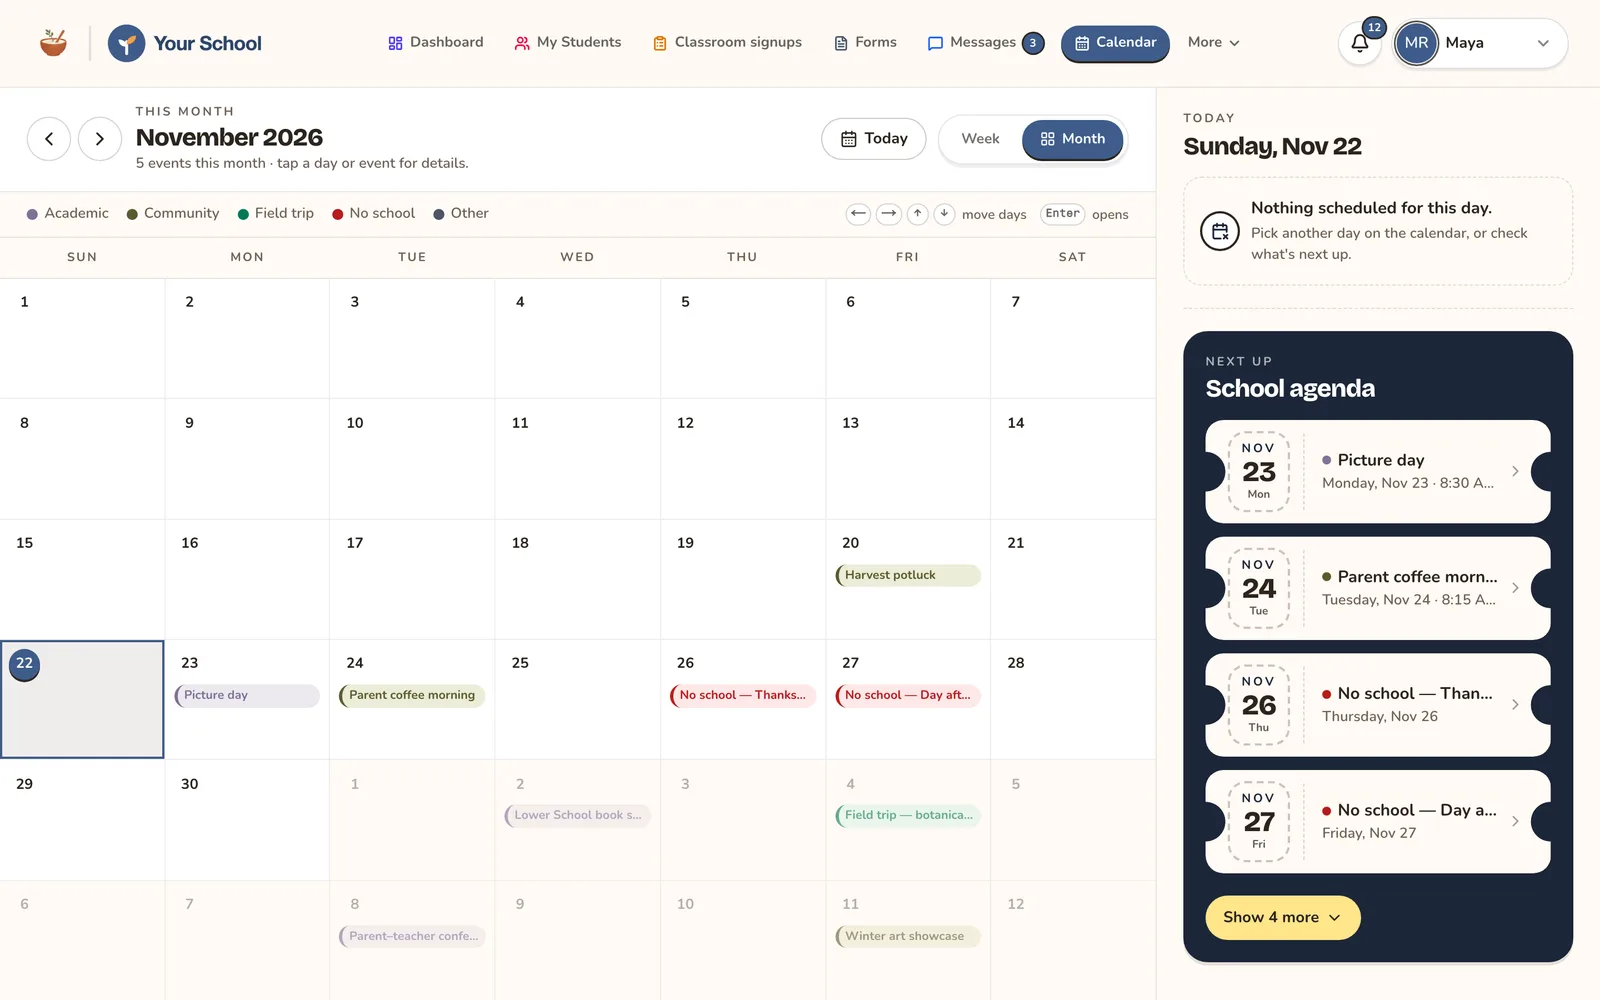 Your School
Dashboard
My Students
Classroom signups
Forms
Messages 3
Calendar
More
12
MR Maya
THIS MONTH
November 2026
5 events this month · tap a day or event for details.
Today
Week
Month
Academic
Community
Field trip
No school
Other
move days
Enter opens
SUN MON TUE WED THU FRI SAT
1 2 3 4 5 6 7
8 9 10 11 12 13 14
15 16 17 18 19 20 21
Harvest potluck
22 23 24 25 26 27 28
Picture day
Parent coffee morning
No school — Thanks...
No school — Day aft...
29 30 1 2 3 4 5
Lower School book s...
Field trip — botanica...
6 7 8 9 10 11 12
Parent–teacher confe...
Winter art showcase
TODAY
Sunday, Nov 22
Nothing scheduled for this day.
Pick another day on the calendar, or check
what's next up.
NEXT UP
School agenda
NOV
23
Mon
Picture day
Monday, Nov 23 · 8:30 A...
NOV
24
Tue
Parent coffee morn...
Tuesday, Nov 24 · 8:15 A...
NOV
26
Thu
No school — Than...
Thursday, Nov 26
NOV
27
Fri
No school — Day a...
Friday, Nov 27
Show 4 more